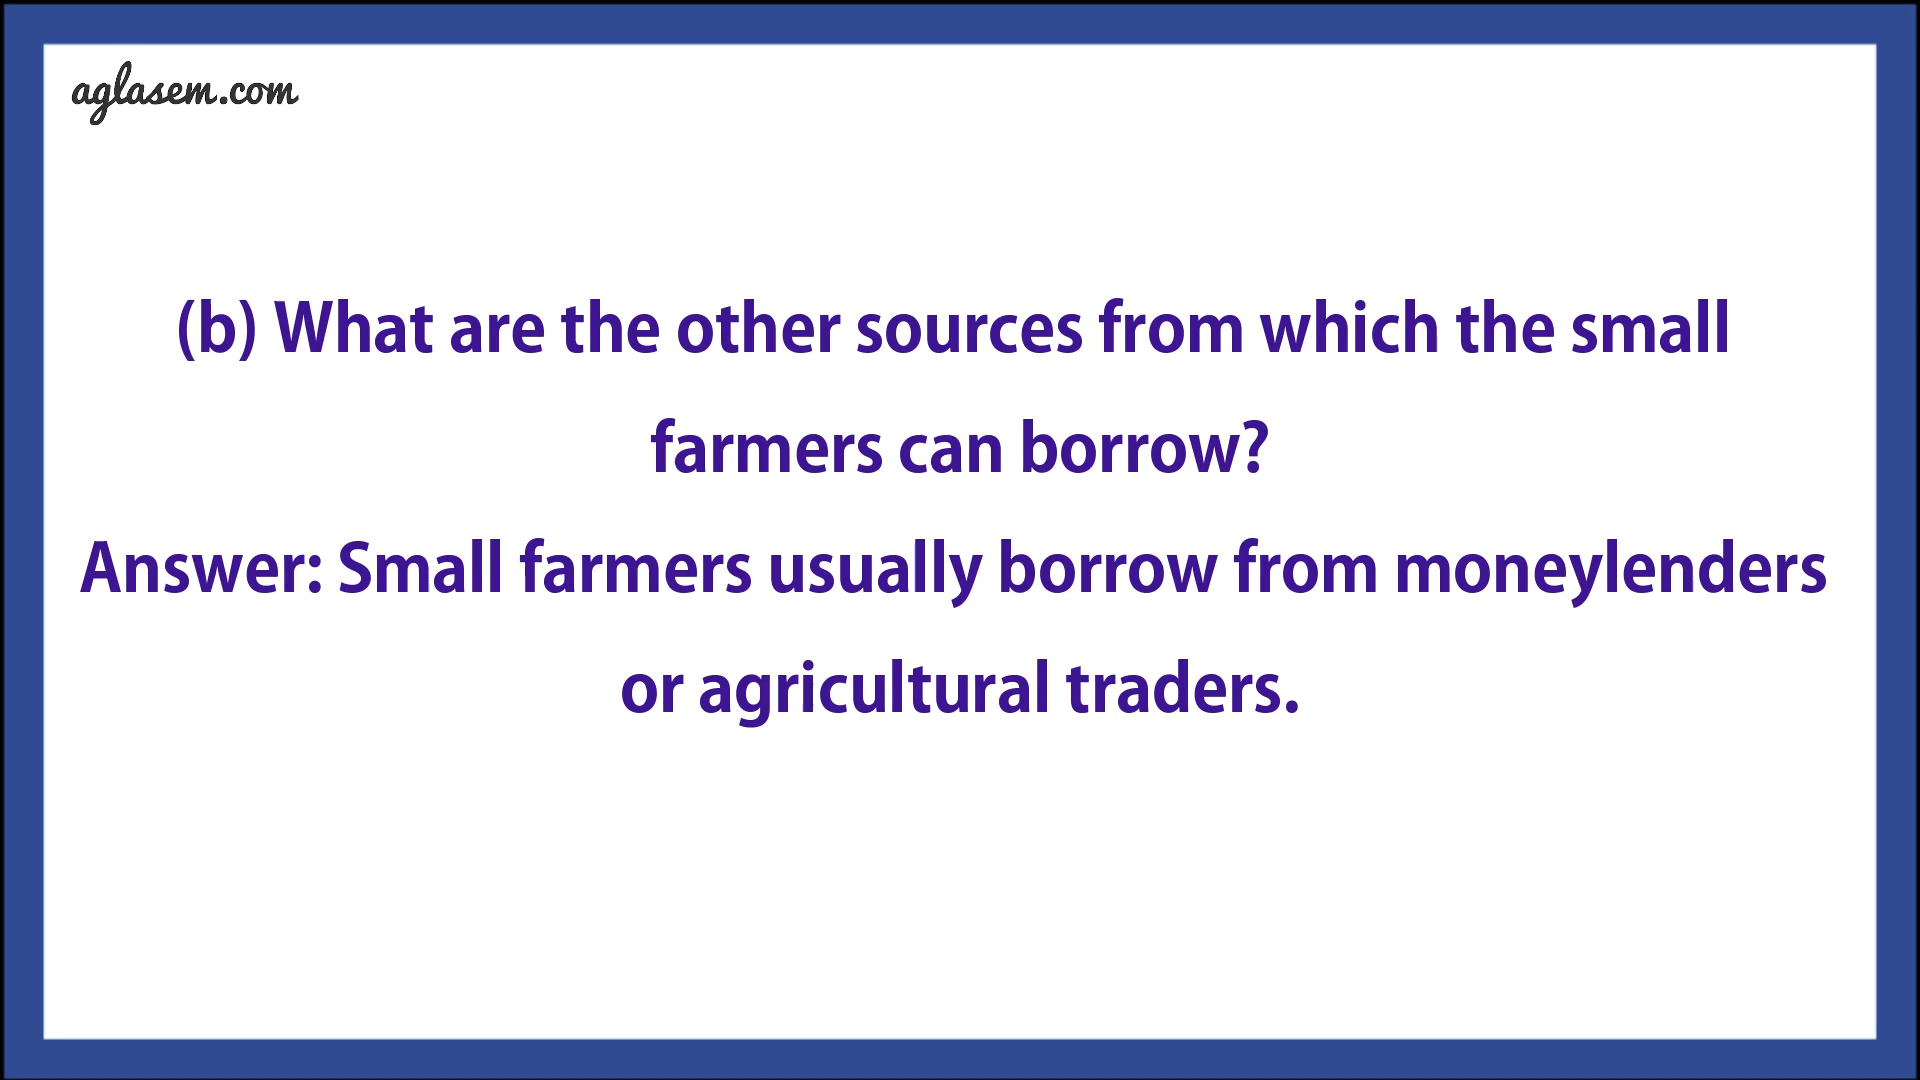 aglasem.com
(b) What are the other sources from which the small
farmers can borrow?
Answer: Small farmers usually borrow from moneylenders
or agricultural traders.